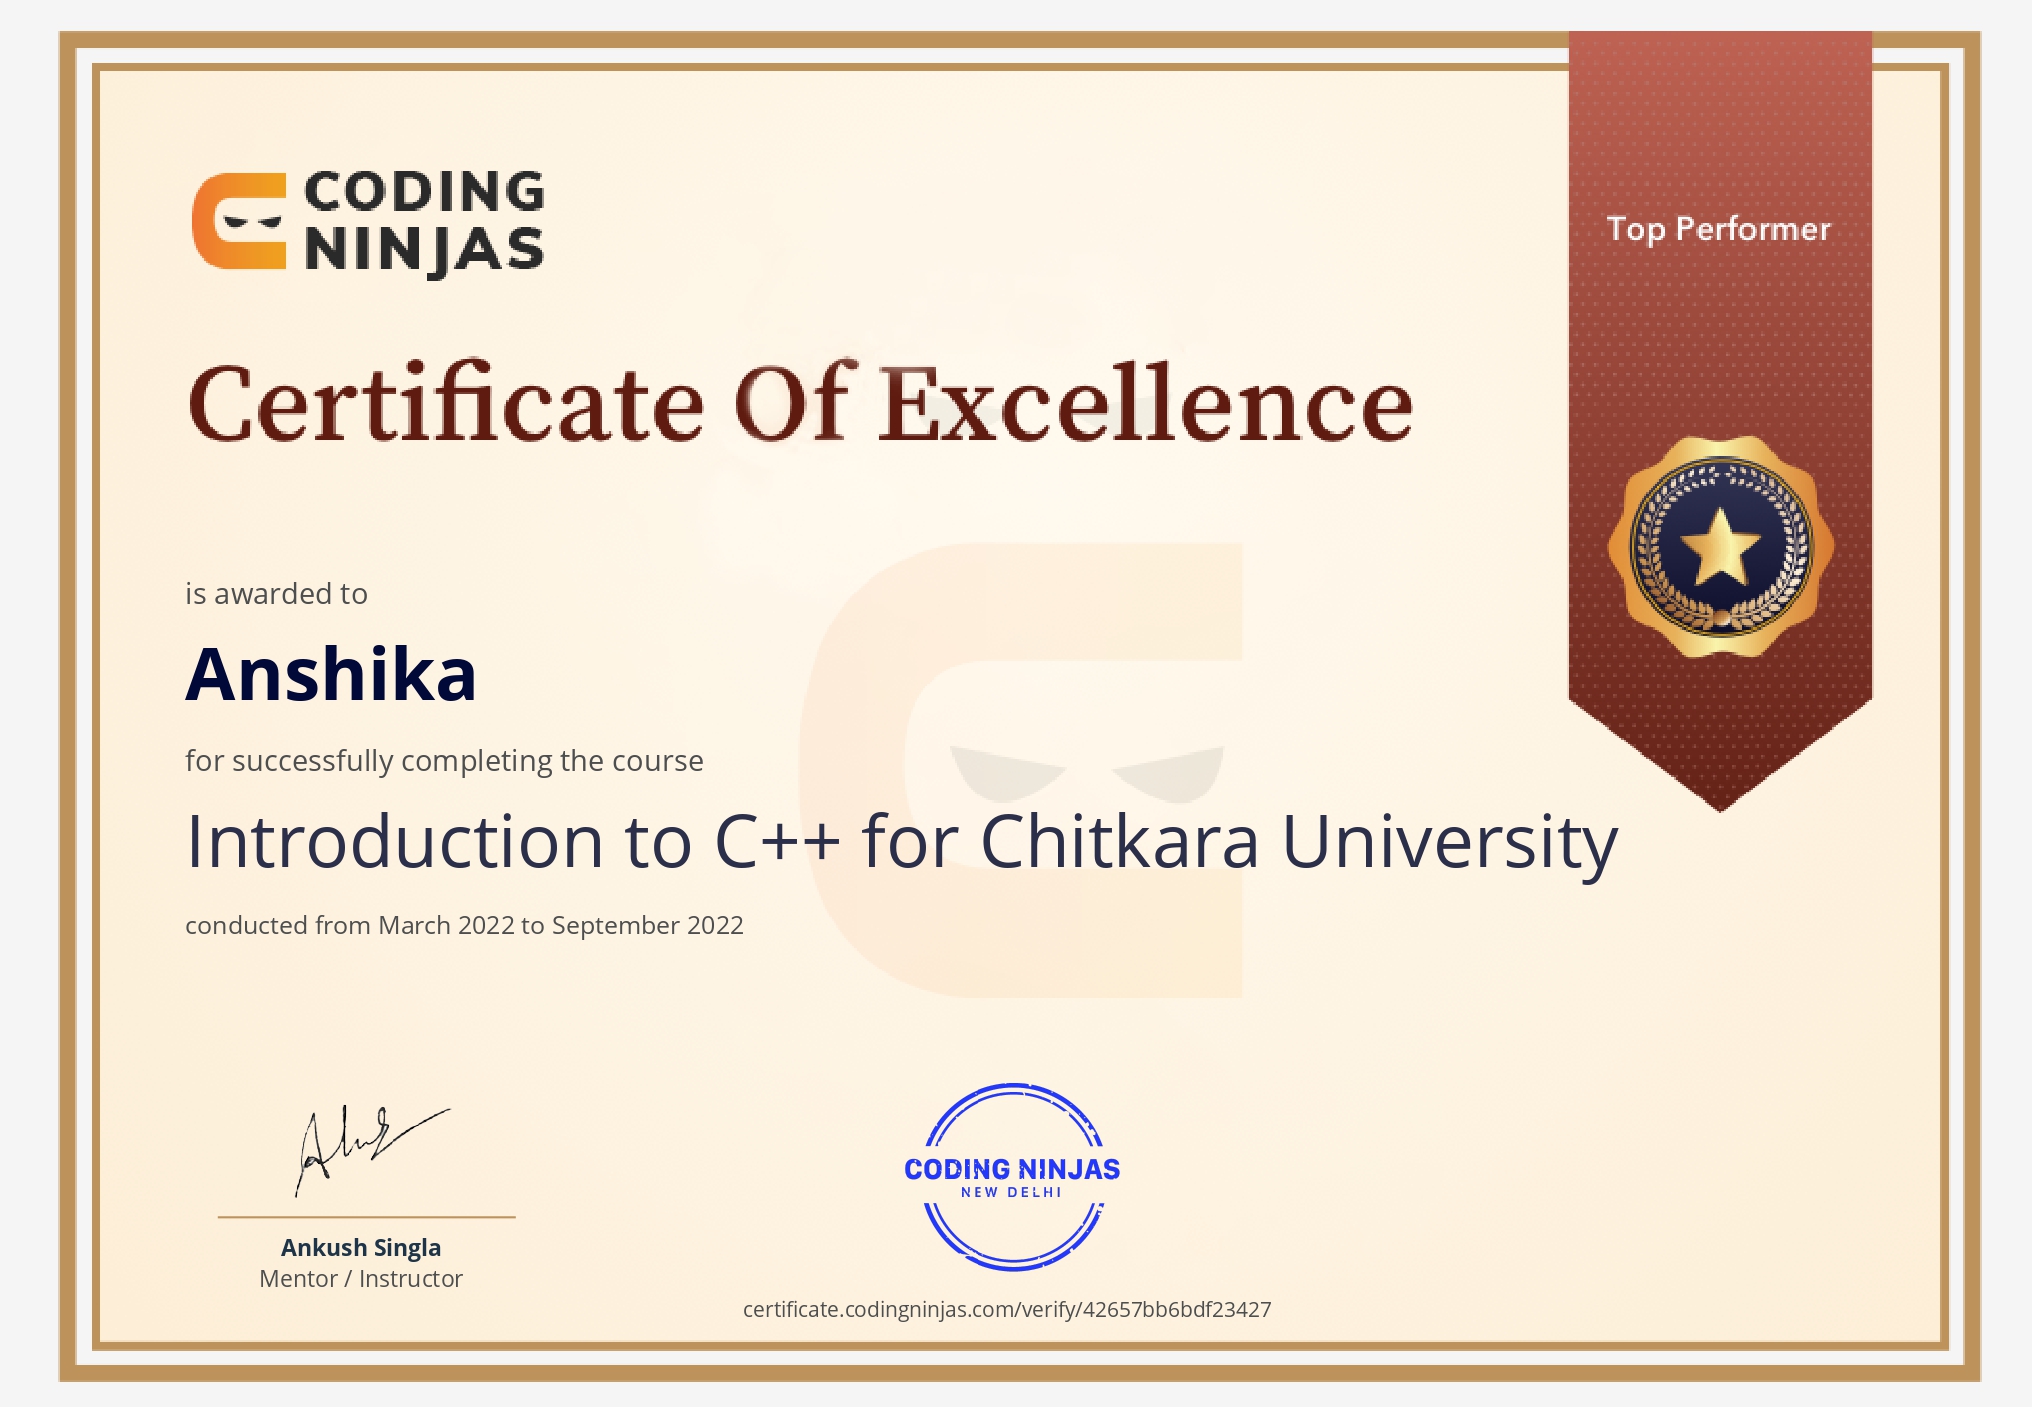 CODING
NINJAS
Top Performer
Certificate Of Excellence
is awarded to
Anshika
for successfully completing the course
Introduction to C++ for Chitkara University
conducted from March 2022 to September 2022
CODING NINJAS
NEW DELHI
Ankush Singla
Mentor / Instructor
certificate.codingninjas.com/verify/42657bb6bdf23427